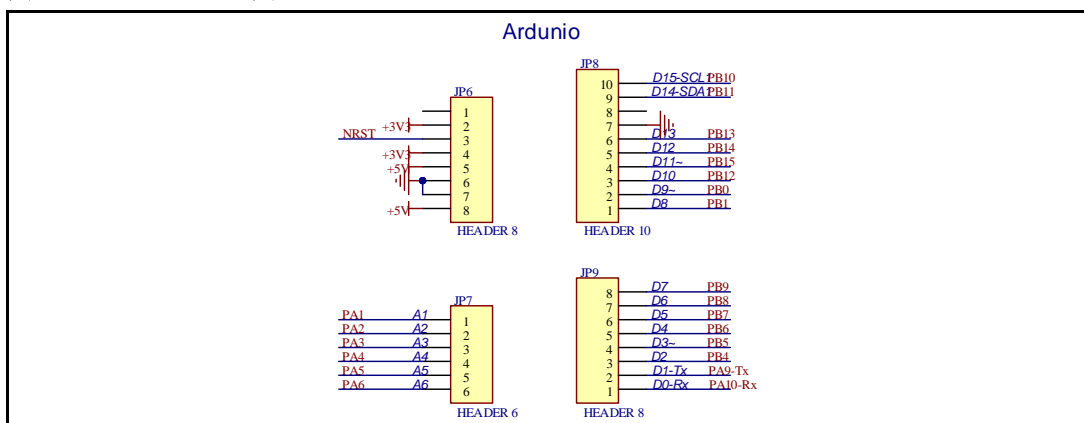 Ardunio
JP6
1
+3V3 2
NRST 3
+3V3 4
+5V 5
6
7
+5V 8
HEADER 8
JP8
10 D15-SCL1 PB10
9 D14-SDA1 PB11
8
7
6 D13 PB13
5 D12 PB14
4 D11~ PB15
3 D10 PB12
2 D9~ PB0
1 D8 PB1
HEADER 10
JP7
PA1 A1 1
PA2 A2 2
PA3 A3 3
PA4 A4 4
PA5 A5 5
PA6 A6 6
HEADER 6
JP9
8 D7 PB9
7 D6 PB8
6 D5 PB7
5 D4 PB6
4 D3~ PB5
3 D2 PB4
2 D1-Tx PA9-Tx
1 D0-Rx PA10-Rx
HEADER 8